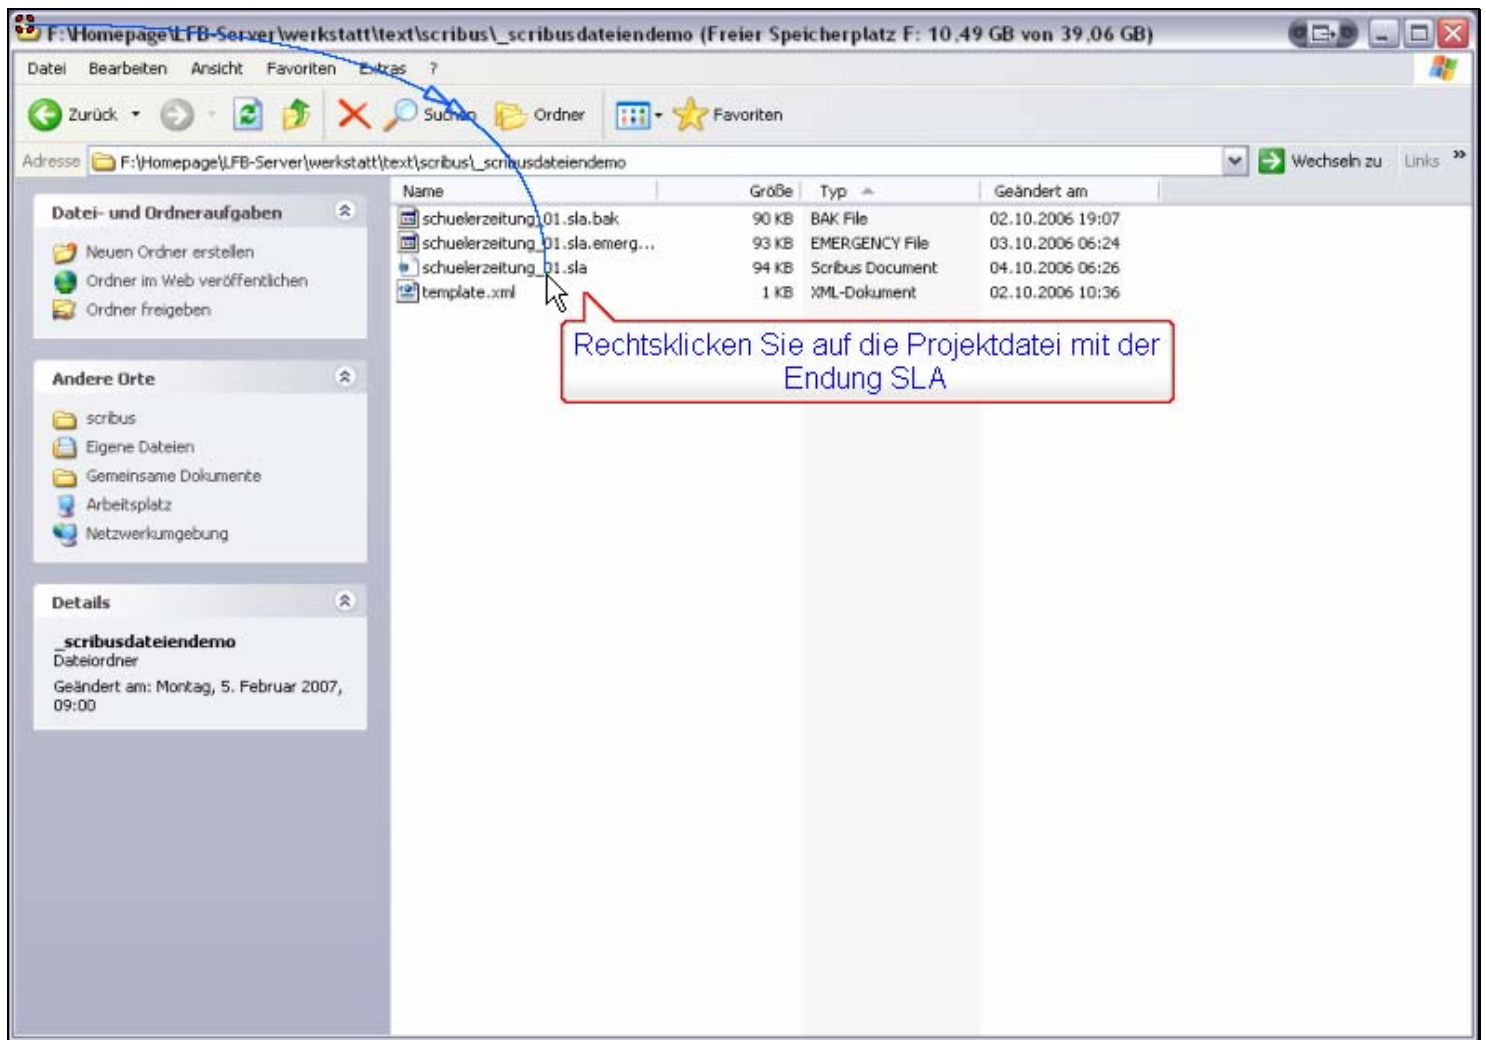 F:\Homepage\LFB-Server\werkstatt\text\scribus\_scribusdateiendemo (Freier Speicherplatz F: 10,49 GB von 39,06 GB)
Datei Bearbeiten Ansicht Favoriten Extras ?
Zurück Suchen Ordner Favoriten
Adresse F:\Homepage\LFB-Server\werkstatt\text\scribus\_scribusdateiendemo Wechseln zu Links »
Name Größe Typ Geändert am
schuelerzeitung_01.sla.bak 90 KB BAK File 02.10.2006 19:07
schuelerzeitung_01.sla.emerg... 93 KB EMERGENCY File 03.10.2006 06:24
schuelerzeitung_01.sla 94 KB Scribus Document 04.10.2006 06:26
template.xml 1 KB XML-Dokument 02.10.2006 10:36
Rechtsklicken Sie auf die Projektdatei mit der
Endung SLA
Datei- und Ordneraufgaben
Neuen Ordner erstellen
Ordner im Web veröffentlichen
Ordner freigeben
Andere Orte
scribus
Eigene Dateien
Gemeinsame Dokumente
Arbeitsplatz
Netzwerkumgebung
Details
_scribusdateiendemo
Dateiordner
Geändert am: Montag, 5. Februar 2007,
09:00